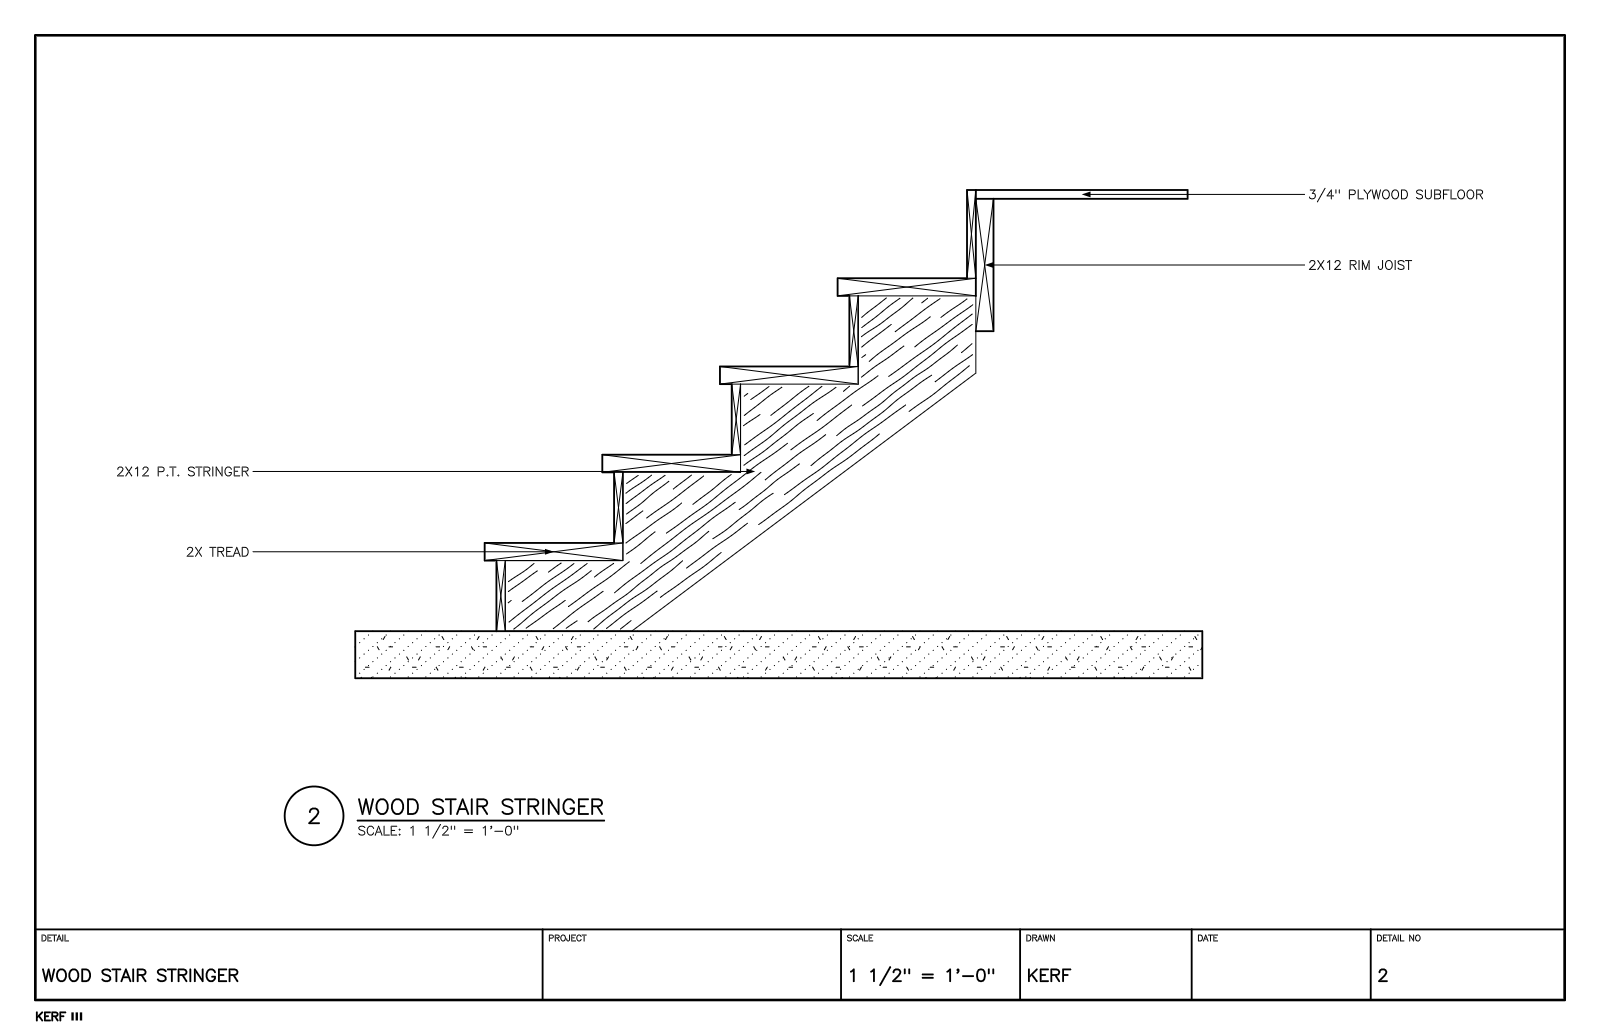 3/4" PLYWOOD SUBFLOOR
2X12 RIM JOIST
2X12 P.T. STRINGER
2X TREAD
2
WOOD STAIR STRINGER
SCALE: 1 1/2" = 1'-0"
DETAIL
WOOD STAIR STRINGER
PROJECT
SCALE
1 1/2" = 1'-0"
DRAWN
KERF
DATE
DETAIL NO
2
KERF III